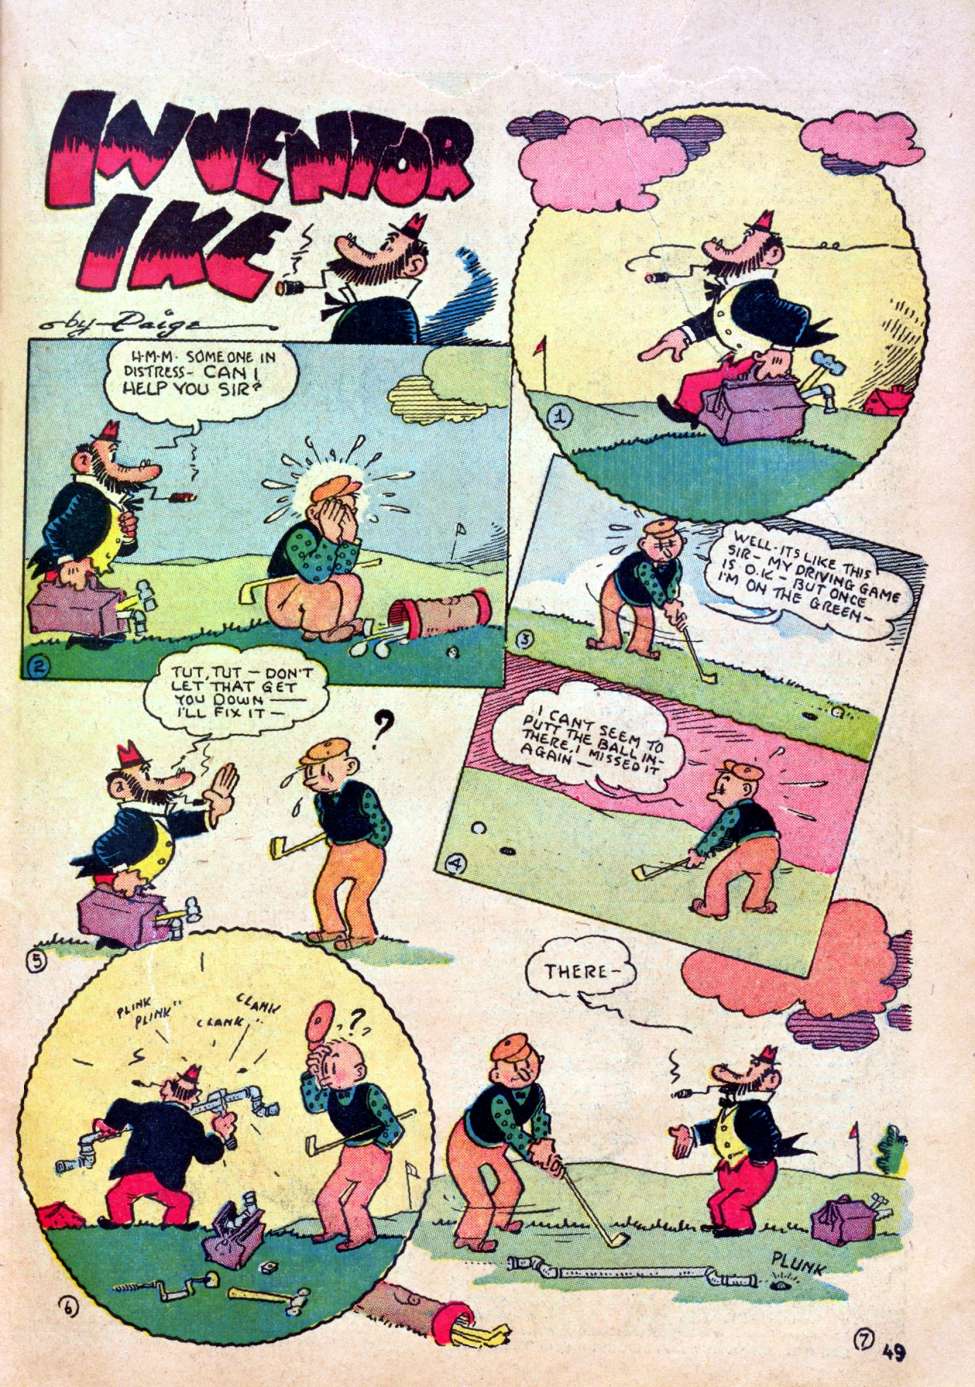 INVENTOR
IKE
by Paige
1
H-M-M- SOMEONE IN
DISTRESS- CAN I
HELP YOU SIR?
2
WELL- ITS LIKE THIS
SIR- MY DRIVING GAME
IS O.K.- BUT ONCE
I'M ON THE GREEN-
3
I CAN'T SEEM TO
PUTT THE BALL IN-
THERE. I MISSED IT
AGAIN-
4
TUT, TUT- DON'T
LET THAT GET
YOU DOWN-
I'LL FIX IT-
?
5
PLINK
PLINK"
CLANK
CLANK"
?
?
6
THERE-
PLUNK
7
49